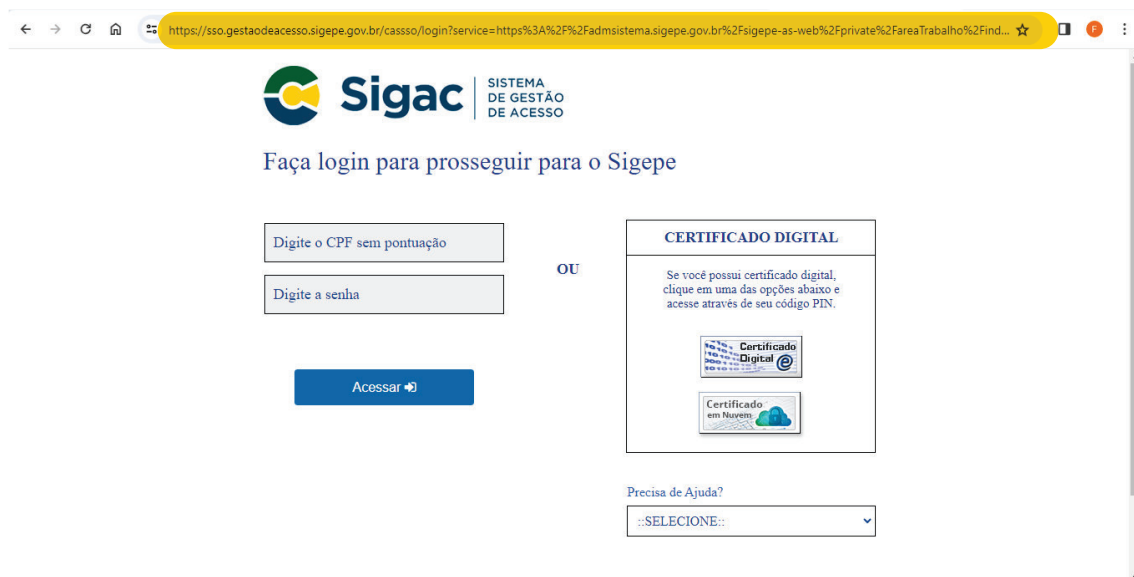 https://sso.gestaodeacesso.sigepe.gov.br/cassso/login?service=https%3A%2F%2Fadmsistema.sigepe.gov.br%2Fsigepe-as-web%2Fprivate%2FareaTrabalho%2Find...
F
Sigac
SISTEMA
DE GESTÃO
DE ACESSO
Faça login para prosseguir para o Sigepe
Digite o CPF sem pontuação
Digite a senha
Acessar
OU
CERTIFICADO DIGITAL
Se você possui certificado digital,
clique em uma das opções abaixo e
acesse através de seu código PIN.
Certificado
Digital e
Certificado
em Nuvem
Precisa de Ajuda?
::SELECIONE::